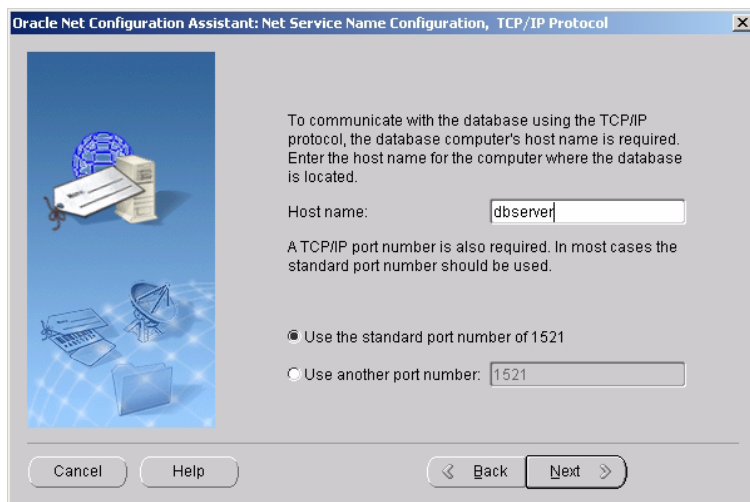 Oracle Net Configuration Assistant: Net Service Name Configuration, TCP/IP Protocol
To communicate with the database using the TCP/IP
protocol, the database computer's host name is required.
Enter the host name for the computer where the database
is located.
Host name: dbserver
A TCP/IP port number is also required. In most cases the
standard port number should be used.
Use the standard port number of 1521
Use another port number: 1521
Cancel Help Back Next